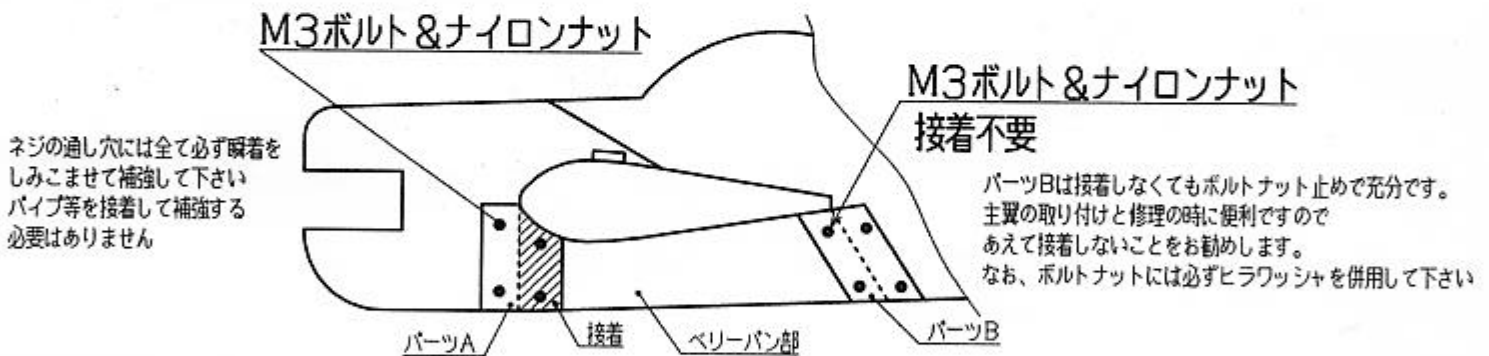 M3ボルト&ナイロンナット
M3ボルト&ナイロンナット
接着不要
ネジの通し穴には全て必ず瞬着を
しみこませて補強して下さい
パイプ等を接着して補強する
必要はありません
パーツBは接着しなくてもボルトナット止めで充分です。
主翼の取り付けと修理の時に便利ですので
あえて接着しないことをお勧めします。
なお、ボルトナットには必ずヒラワッシャを併用して下さい
パーツA
接着
ベリーパン部
パーツB